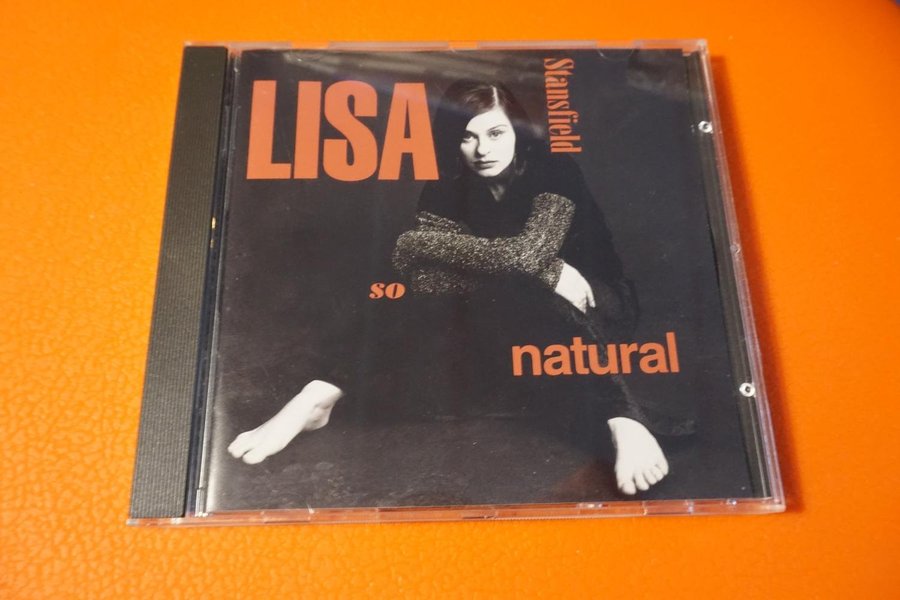 LISA
Stansfield
so
natural